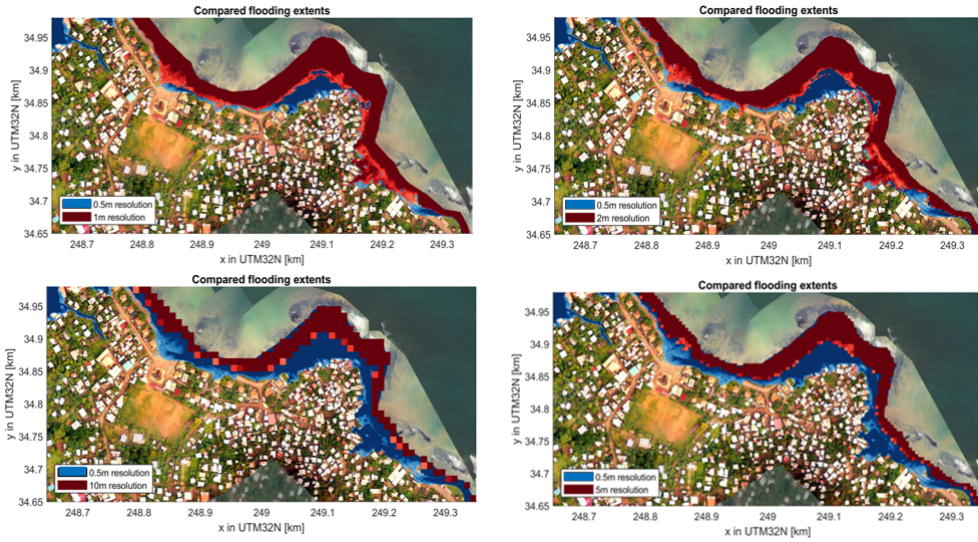 Compared flooding extents
34.95
34.9
34.85
34.8
34.75
34.7
34.65
y in UTM32N [km]
0.5m resolution
1m resolution
248.7 248.8 248.9 249 249.1 249.2 249.3
x in UTM32N [km]
Compared flooding extents
34.95
34.9
34.85
34.8
34.75
34.7
34.65
y in UTM32N [km]
0.5m resolution
2m resolution
248.7 248.8 248.9 249 249.1 249.2 249.3
x in UTM32N [km]
Compared flooding extents
34.95
34.9
34.85
34.8
34.75
34.7
34.65
y in UTM32N [km]
0.5m resolution
10m resolution
248.7 248.8 248.9 249 249.1 249.2 249.3
x in UTM32N [km]
Compared flooding extents
34.95
34.9
34.85
34.8
34.75
34.7
34.65
y in UTM32N [km]
0.5m resolution
5m resolution
248.7 248.8 248.9 249 249.1 249.2 249.3
x in UTM32N [km]